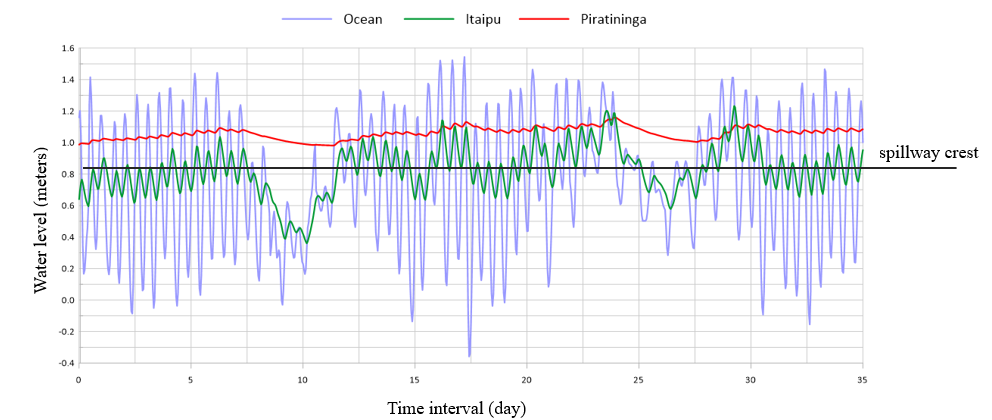 Ocean Itaipu Piratininga
1.6
1.4
1.2
1.0
0.8
0.6
0.4
0.2
0.0
-0.2
-0.4
Water level (meters)
spillway crest
0 5 10 15 20 25 30 35
Time interval (day)